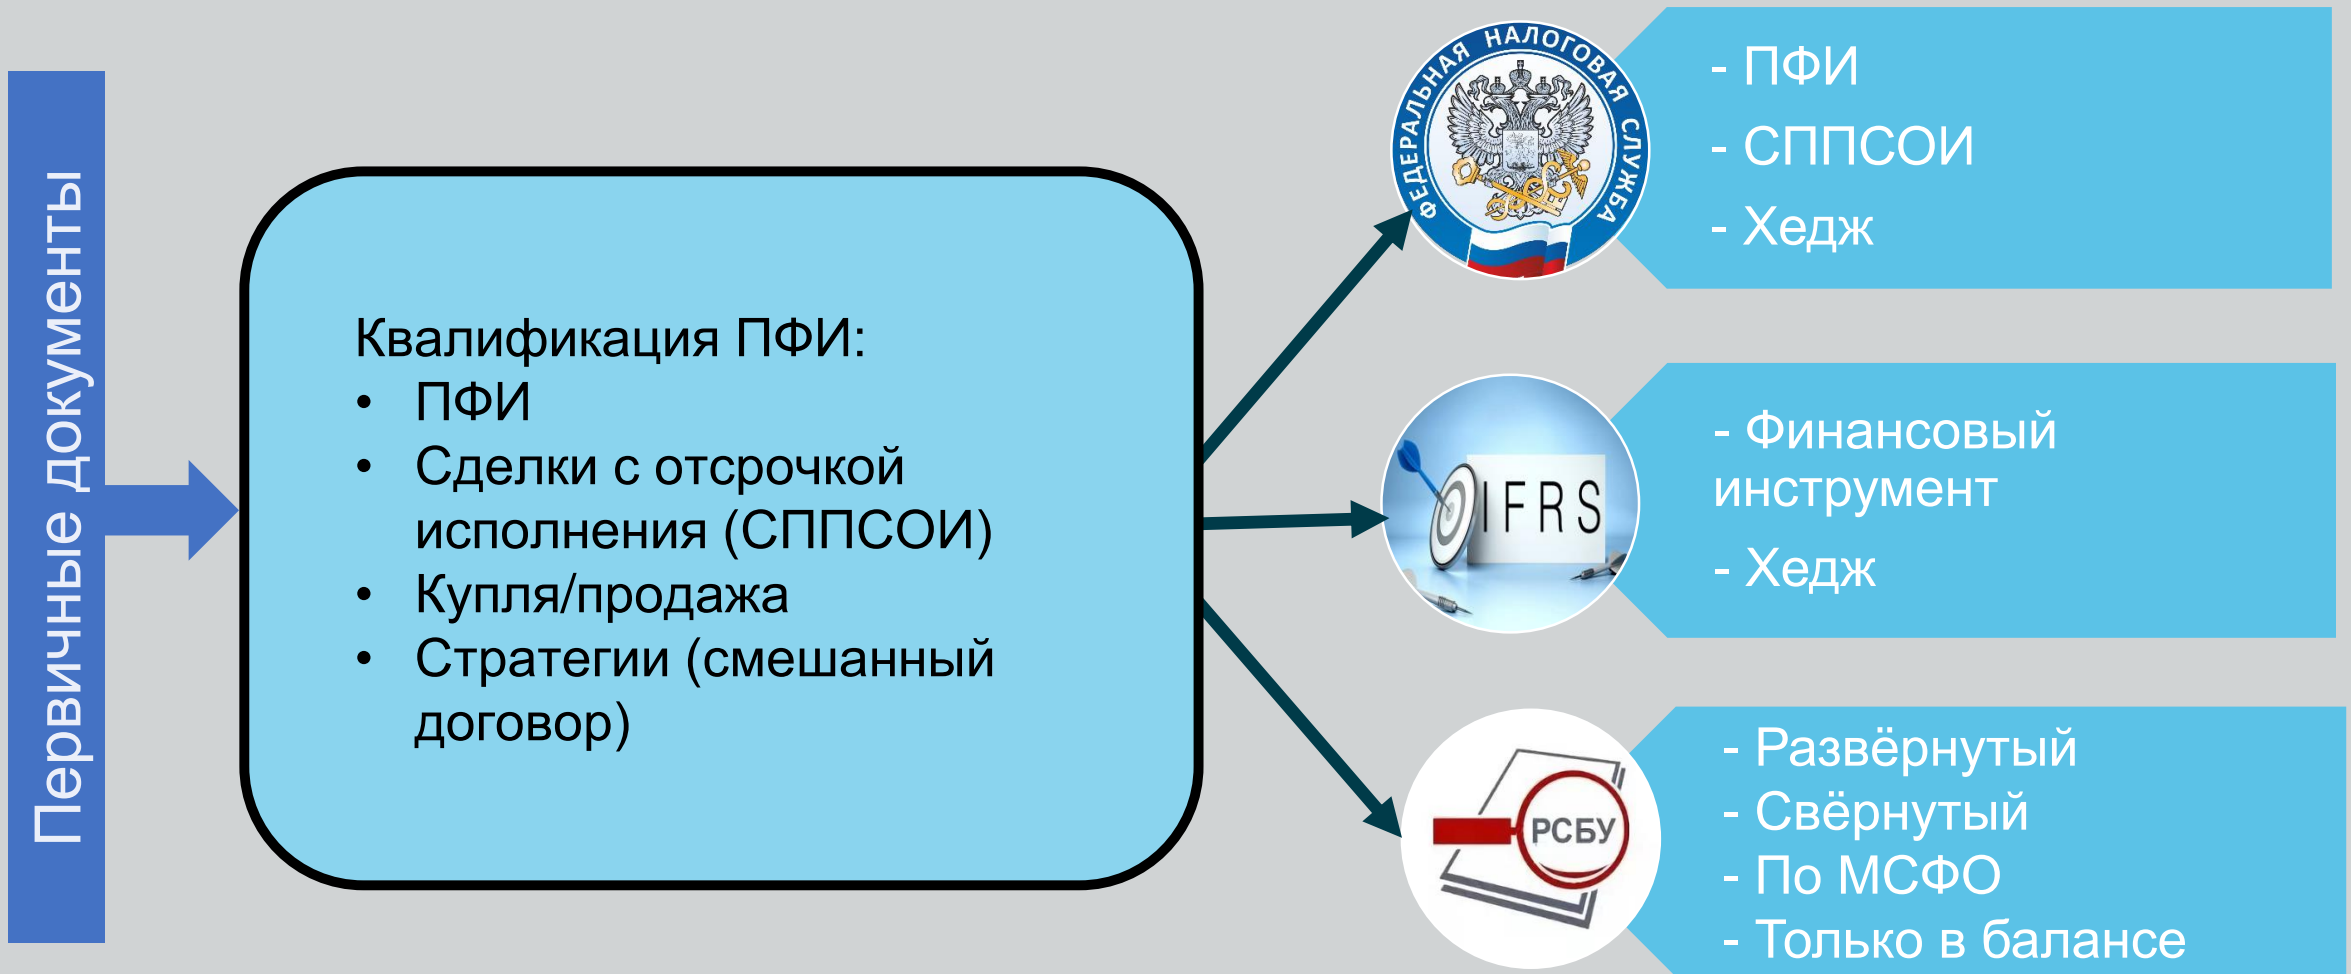 Первичные документы
Квалификация ПФИ:
• ПФИ
• Сделки с отсрочкой
исполнения (СППСОИ)
• Купля/продажа
• Стратегии (смешанный
договор)
ФЕДЕРАЛЬНАЯ НАЛОГОВАЯ СЛУЖБА
- ПФИ
- СППСОИ
- Хедж
IFRS
- Финансовый
инструмент
- Хедж
РСБУ
- Развёрнутый
- Свёрнутый
- По МСФО
- Только в балансе